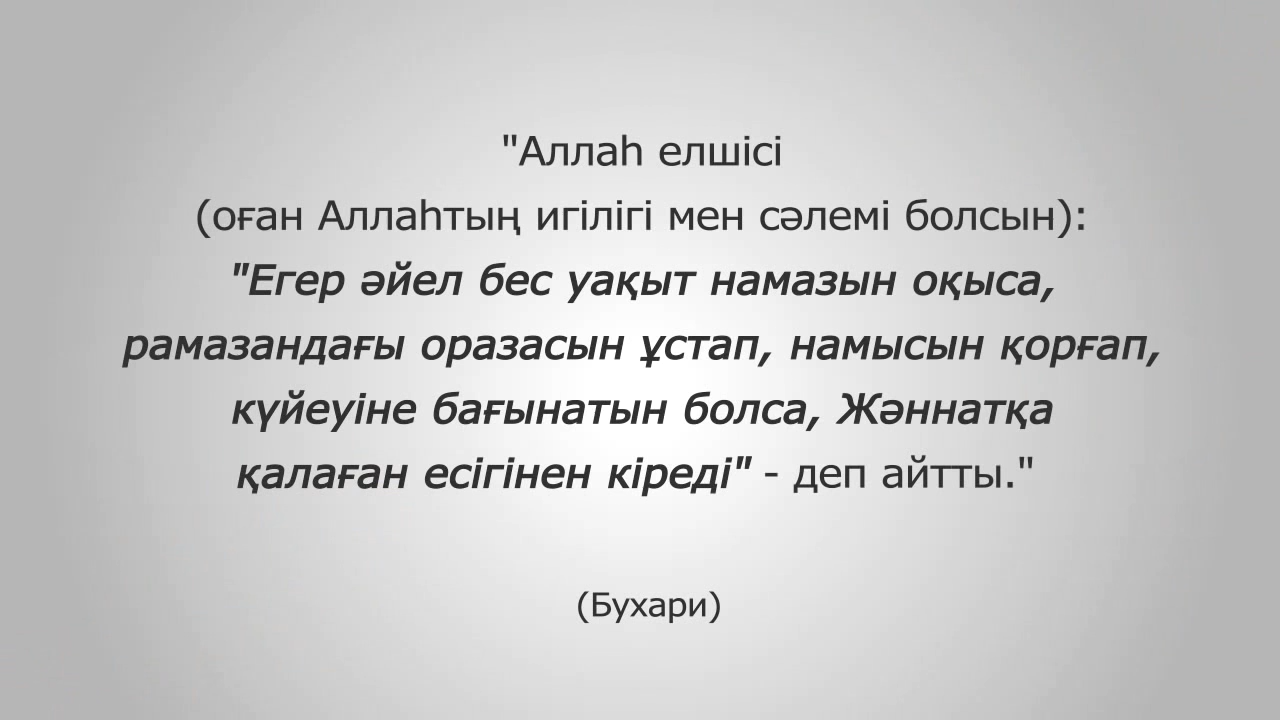 "Аллаһ елшісі
(оған Аллаһтың игілігі мен сәлемі болсын):
"Егер әйел бес уақыт намазын оқыса,
рамазандағы оразасын ұстап, намысын қорғап,
күйеуіне бағынатын болса, Жәннатқа
қалаған есігінен кіреді" - деп айтты."
(Бухари)